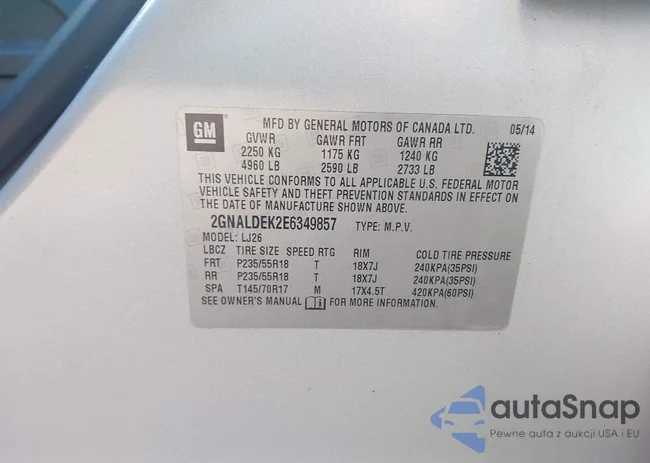 GM
MFD BY GENERAL MOTORS OF CANADA LTD. 05/14
GVWR GAWR FRT GAWR RR
2250 KG 1175 KG 1240 KG
4960 LB 2590 LB 2733 LB
THIS VEHICLE CONFORMS TO ALL APPLICABLE U.S. FEDERAL MOTOR
VEHICLE SAFETY AND THEFT PREVENTION STANDARDS IN EFFECT ON
THE DATE OF MANUFACTURE SHOWN ABOVE.
2GNALDEK2E6349857 TYPE: M.P.V.
MODEL: LJ26
LBCZ TIRE SIZE SPEED RTG RIM COLD TIRE PRESSURE
FRT P235/55R18 T 18X7J 240KPA(35PSI)
RR P235/55R18 T 18X7J 240KPA(35PSI)
SPA T145/70R17 M 17X4.5T 420KPA(60PSI)
SEE OWNER'S MANUAL FOR MORE INFORMATION.
autaSnap
Pewne auta z aukcji USA i EU